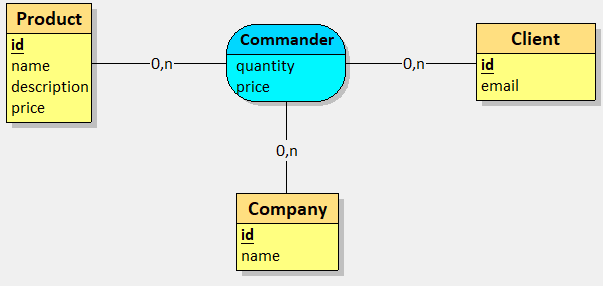 Product
id
name
description
price
0,n
Commander
quantity
price
0,n
Client
id
email
0,n
Company
id
name